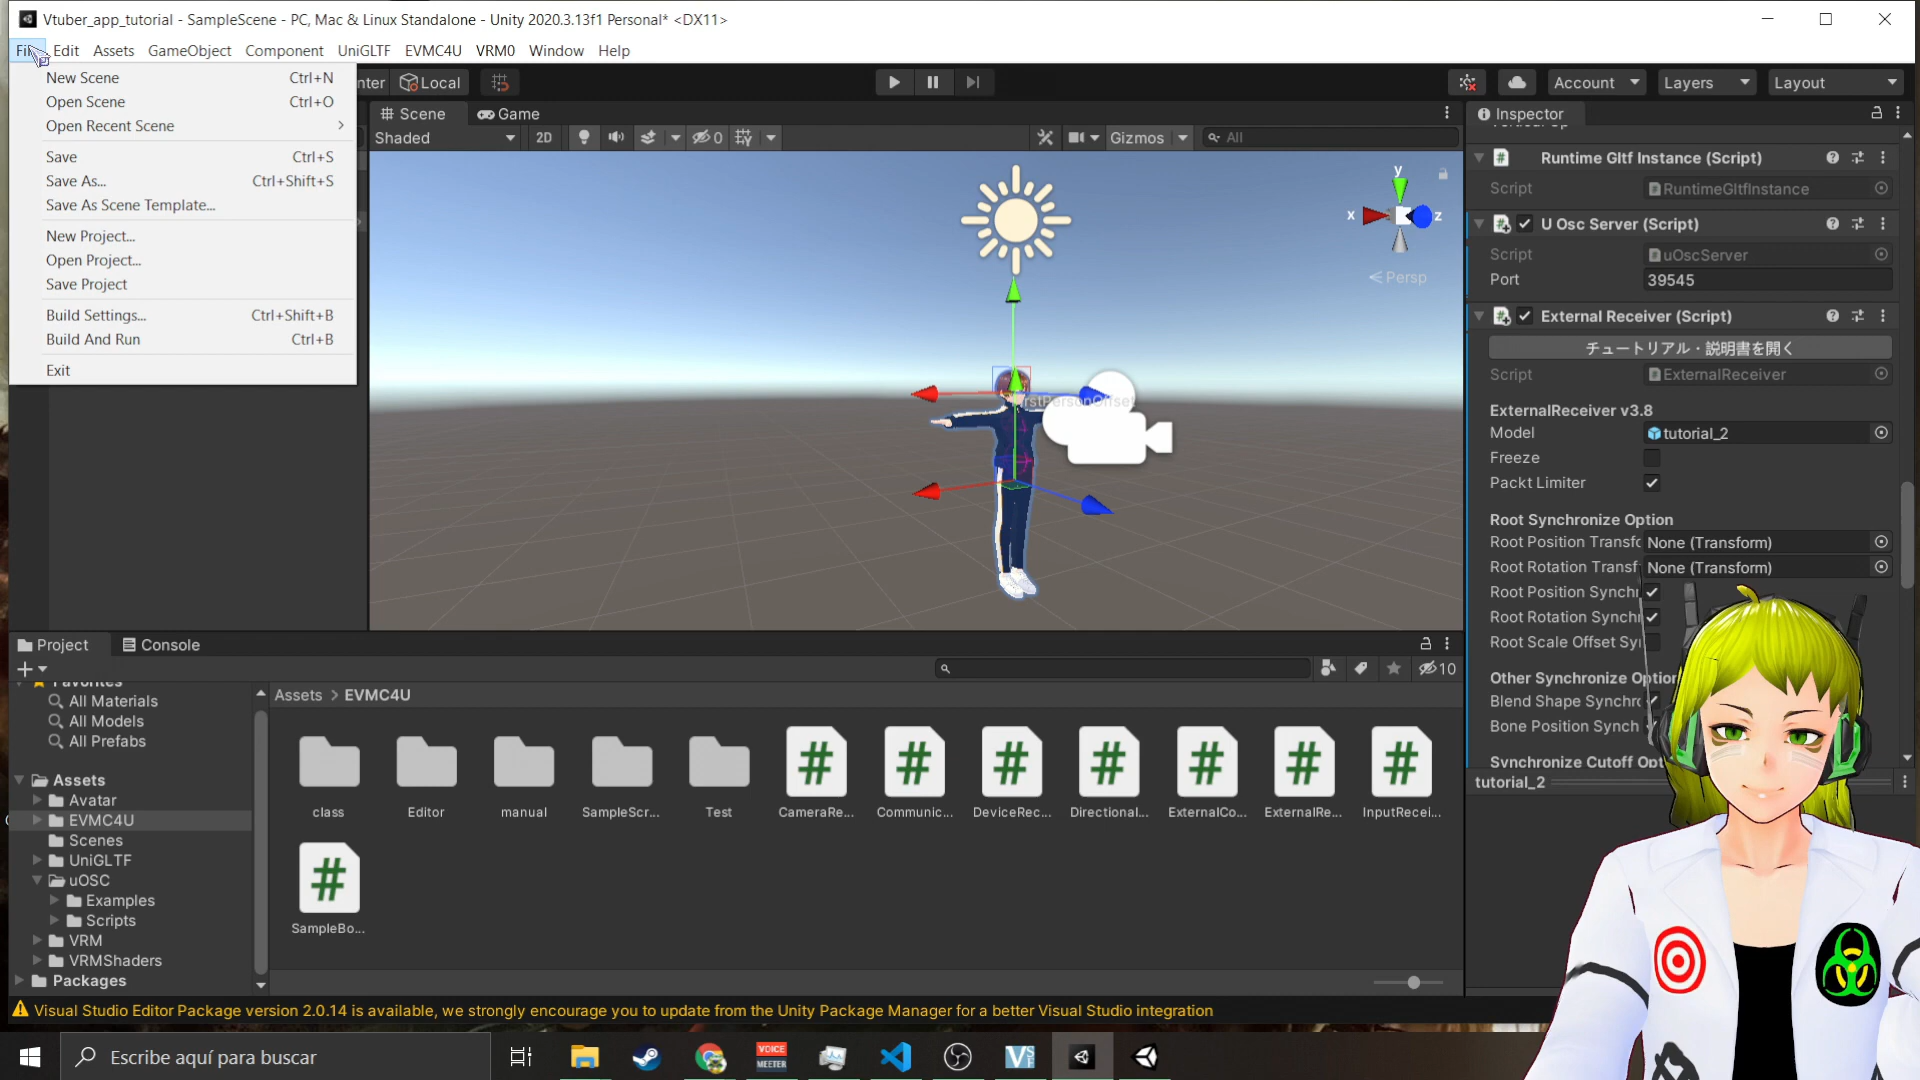 Vtuber_app_tutorial - SampleScene - PC, Mac & Linux Standalone - Unity 2020.3.13f1 Personal* <DX11>
Edit Assets GameObject Component UniGLTF EVMC4U VRM0 Window Help
New Scene Ctrl+N
Open Scene Ctrl+O
Open Recent Scene
Save Ctrl+S
Save As... Ctrl+Shift+S
Save As Scene Template...
New Project...
Open Project...
Save Project
Build Settings... Ctrl+Shift+B
Build And Run Ctrl+B
Exit
nter Local
Account Layers Layout
Scene Game
Shaded 2D 0 Gizmos All
y
x z
Persp
FirstPersonOffset
Inspector
Runtime Gltf Instance (Script)
Script RuntimeGltfInstance
U Osc Server (Script)
Script uOscServer
Port 39545
External Receiver (Script)
チュートリアル・説明書を開く
Script ExternalReceiver
ExternalReceiver v3.8
Model tutorial_2
Freeze
Packt Limiter
Root Synchronize Option
Root Position Transfo None (Transform)
Root Rotation Transf None (Transform)
Root Position Synchr
Root Rotation Synchr
Root Scale Offset Sy
Other Synchronize Option
Blend Shape Synchro
Bone Position Synch
Synchronize Cutoff Opt
tutorial_2
Project Console
10
Favorites
All Materials
All Models
All Prefabs
Assets
Avatar
EVMC4U
Scenes
UniGLTF
uOSC
Examples
Scripts
VRM
VRMShaders
Packages
Assets > EVMC4U
class Editor manual SampleScr... Test CameraRe... Communic... DeviceRec... Directional... ExternalCo... ExternalRe... InputRecei...
SampleBo...
Visual Studio Editor Package version 2.0.14 is available, we strongly encourage you to update from the Unity Package Manager for a better Visual Studio integration
Escribe aquí para buscar
VOICE
MEETER